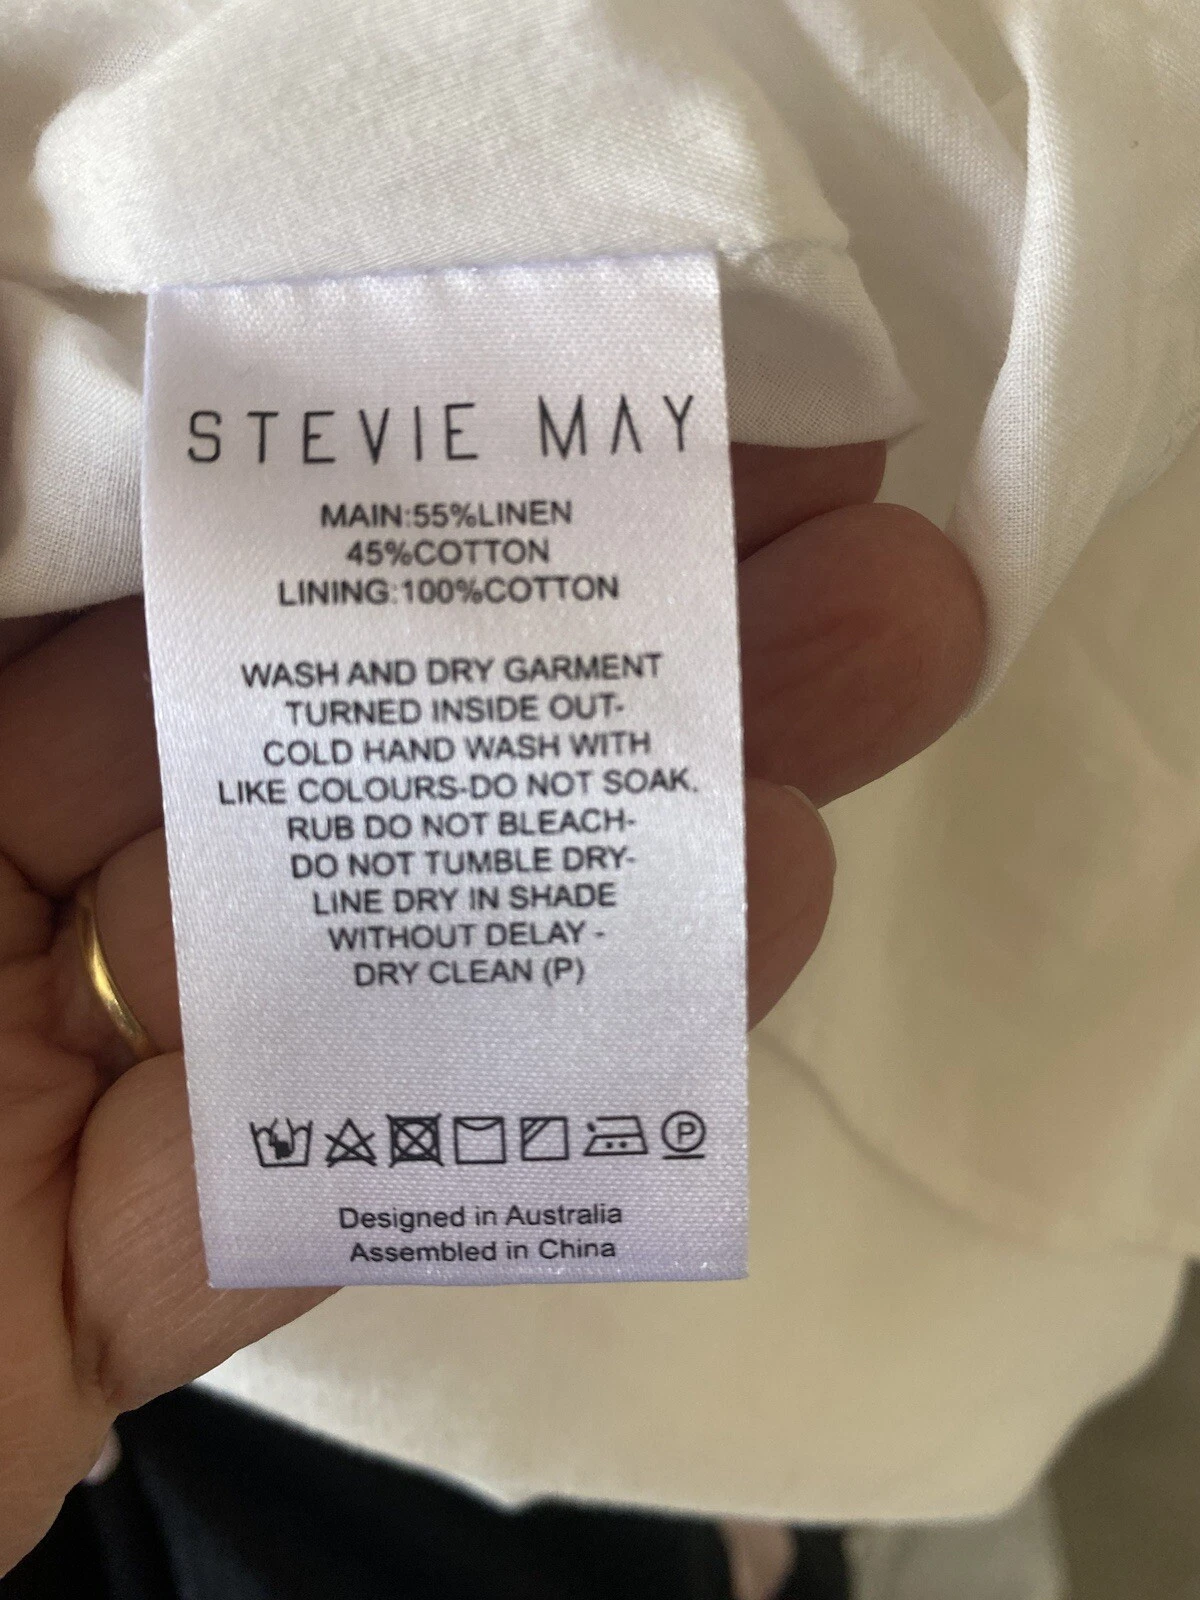 STEVIE MAY
MAIN:55%LINEN
45%COTTON
LINING:100%COTTON
WASH AND DRY GARMENT
TURNED INSIDE OUT-
COLD HAND WASH WITH
LIKE COLOURS-DO NOT SOAK.
RUB DO NOT BLEACH-
DO NOT TUMBLE DRY-
LINE DRY IN SHADE
WITHOUT DELAY -
DRY CLEAN (P)
P
Designed in Australia
Assembled in China